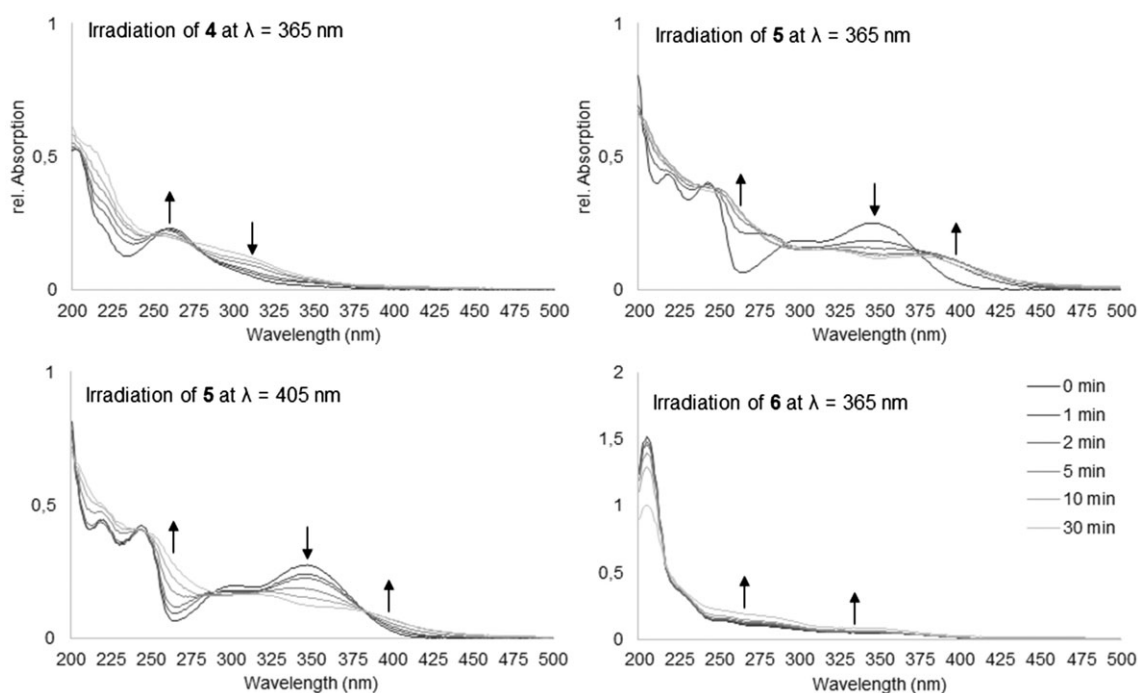 Irradiation of 4 at λ = 365 nm
rel. Absorption
1
0,5
0
200 225 250 275 300 325 350 375 400 425 450 475 500
Wavelength (nm)
Irradiation of 5 at λ = 365 nm
rel. Absorption
1
0,5
0
200 225 250 275 300 325 350 375 400 425 450 475 500
Wavelength (nm)
Irradiation of 5 at λ = 405 nm
1
0,5
0
200 225 250 275 300 325 350 375 400 425 450 475 500
Wavelength (nm)
Irradiation of 6 at λ = 365 nm
2
1,5
1
0,5
0
200 225 250 275 300 325 350 375 400 425 450 475 500
Wavelength (nm)
0 min
1 min
2 min
5 min
10 min
30 min